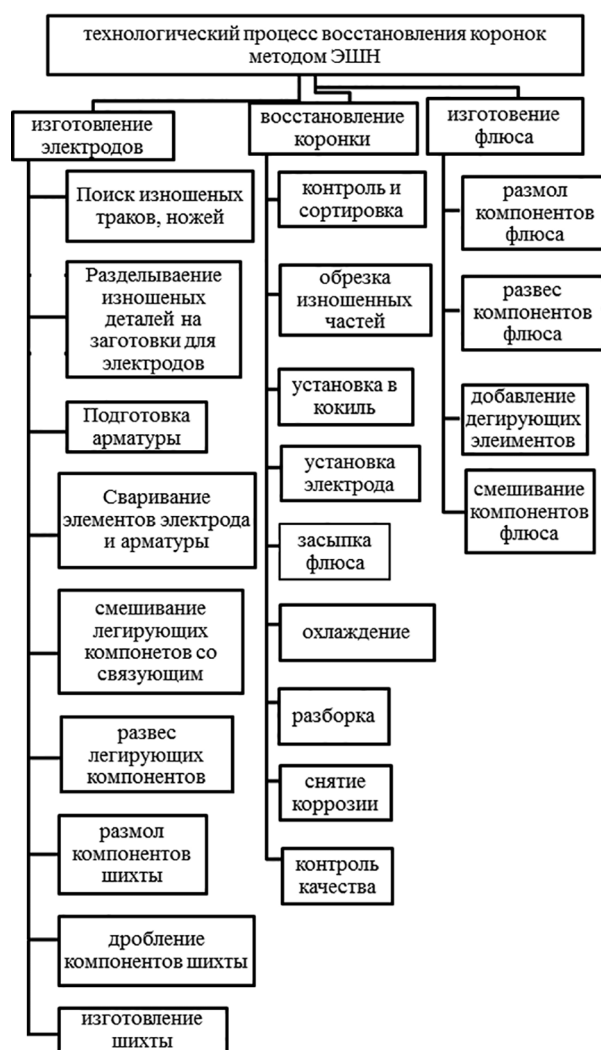 технологический процесс восстановления коронок
методом ЭШН
изготовление
электродов
Поиск изношеных
траков, ножей
Разделываение
изношеных
деталей на
заготовки для
электродов
Подготовка
арматуры
Сваривание
элементов электрода
и арматуры
смешивание
легирующих
компонетов со
связующим
развес
легирующих
компонентов
размол
компонентов
шихты
дробление
компонентов шихты
изготовление
шихты
восстановление
коронки
контроль и
сортировка
обрезка
изношенных
частей
установка в
кокиль
установка
электрода
засыпка
флюса
охлаждение
разборка
снятие
коррозии
контроль
качества
изготовение
флюса
размол
компонентов
флюса
развес
компонентов
флюса
добавление
дегирующих
элеиментов
смешивание
компонентов
флюса